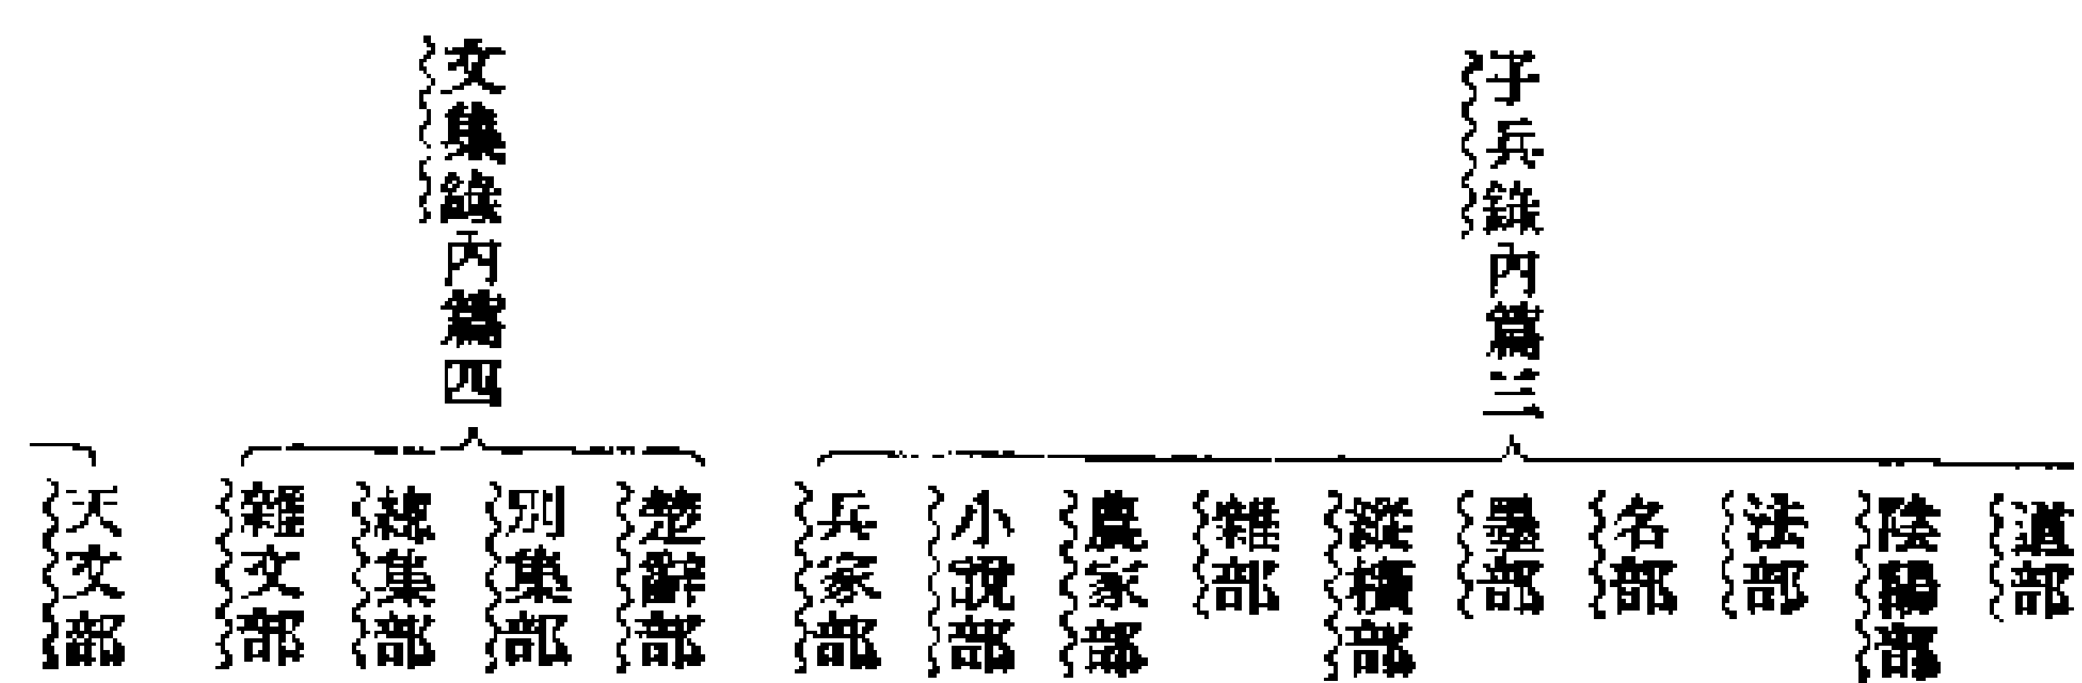 子兵錄內篇三
道部
陰陽部
法部
名部
墨部
縱橫部
雜部
農家部
小說部
兵家部
文集錄內篇四
楚辭部
別集部
總集部
雜文部
天文部